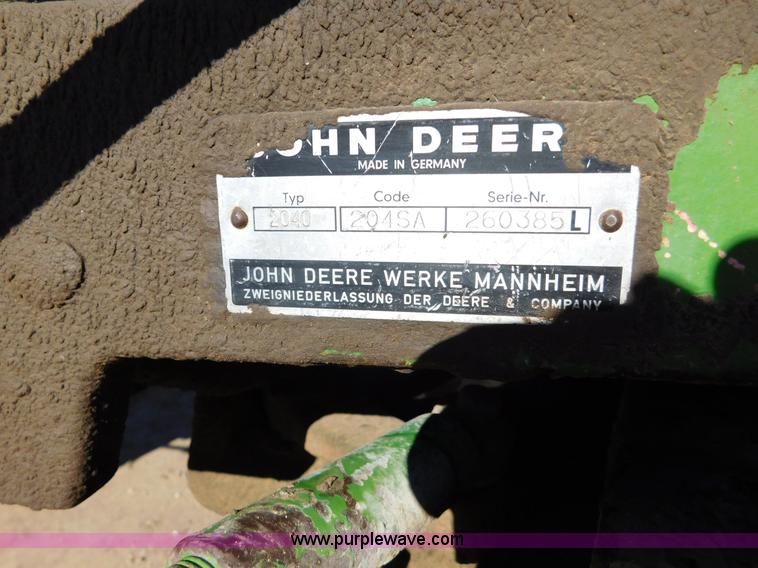 JOHN DEER
MADE IN GERMANY
Typ Code Serie-Nr.
2040 204SA 260385L
JOHN DEERE WERKE MANNHEIM
ZWEIGNIEDERLASSUNG DER DEERE & COMPANY
www.purplewave.com